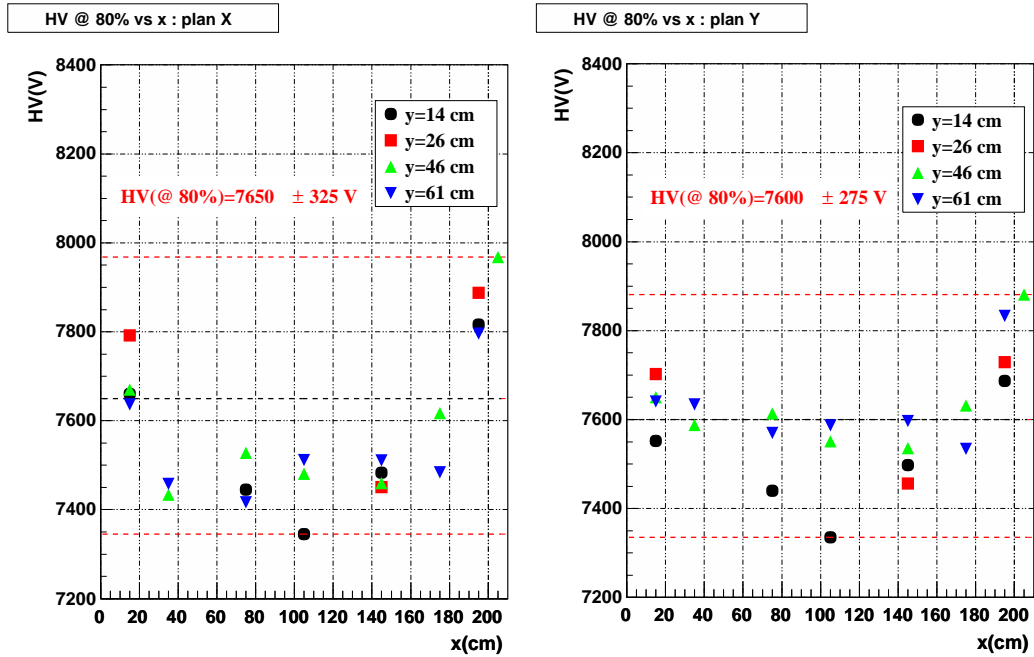 HV @ 80% vs x : plan X
HV(V)
8400
8200
8000
7800
7600
7400
7200
y=14 cm
y=26 cm
y=46 cm
y=61 cm
HV(@ 80%)=7650 ± 325 V
0 20 40 60 80 100 120 140 160 180 200
x(cm)
HV @ 80% vs x : plan Y
HV(V)
8400
8200
8000
7800
7600
7400
7200
y=14 cm
y=26 cm
y=46 cm
y=61 cm
HV(@ 80%)=7600 ± 275 V
0 20 40 60 80 100 120 140 160 180 200
x(cm)